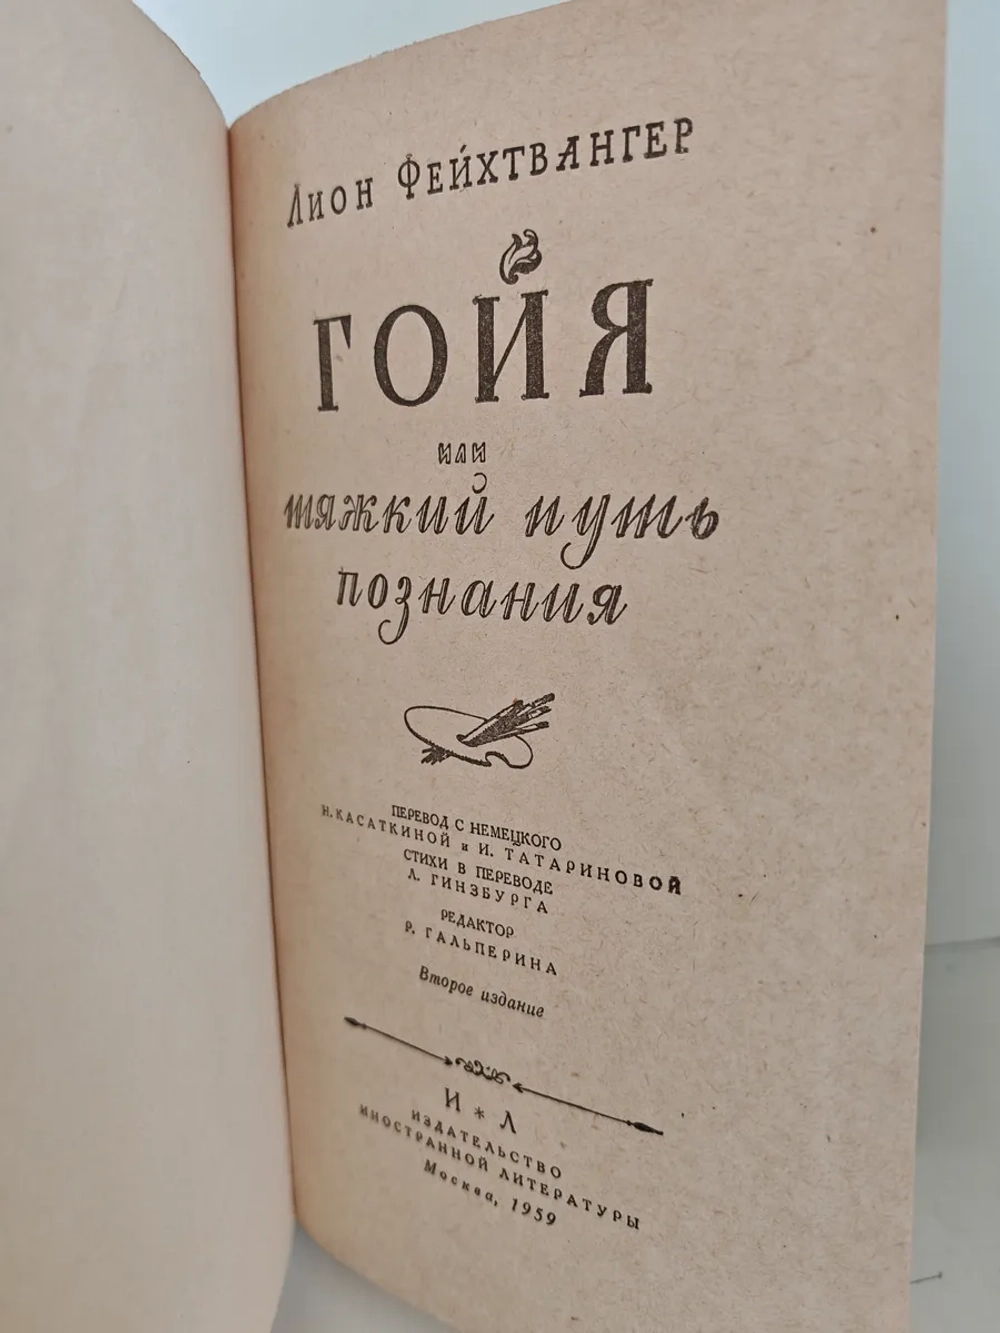 Лион Фейхтвангер
ГОЙЯ
или
тяжкий путь
познания
ПЕРЕВОД С НЕМЕЦКОГО
Н. КАСАТКИНОЙ и И. ТАТАРИНОВОЙ
СТИХИ В ПЕРЕВОДЕ
Л. ГИНЗБУРГА
РЕДАКТОР
Р. ГАЛЬПЕРИНА
Второе издание
И * Л
ИЗДАТЕЛЬСТВО
ИНОСТРАННОЙ ЛИТЕРАТУРЫ
Москва, 1959